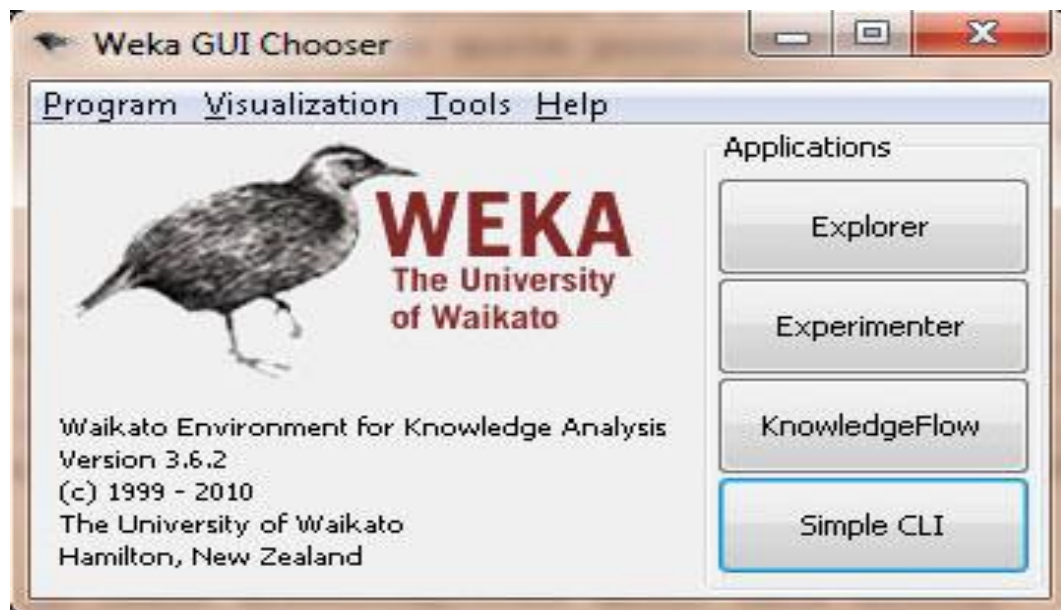 Weka GUI Chooser
Program Visualization Tools Help
WEKA
The University
of Waikato
Waikato Environment for Knowledge Analysis
Version 3.6.2
(c) 1999 - 2010
The University of Waikato
Hamilton, New Zealand
Applications
Explorer
Experimenter
KnowledgeFlow
Simple CLI